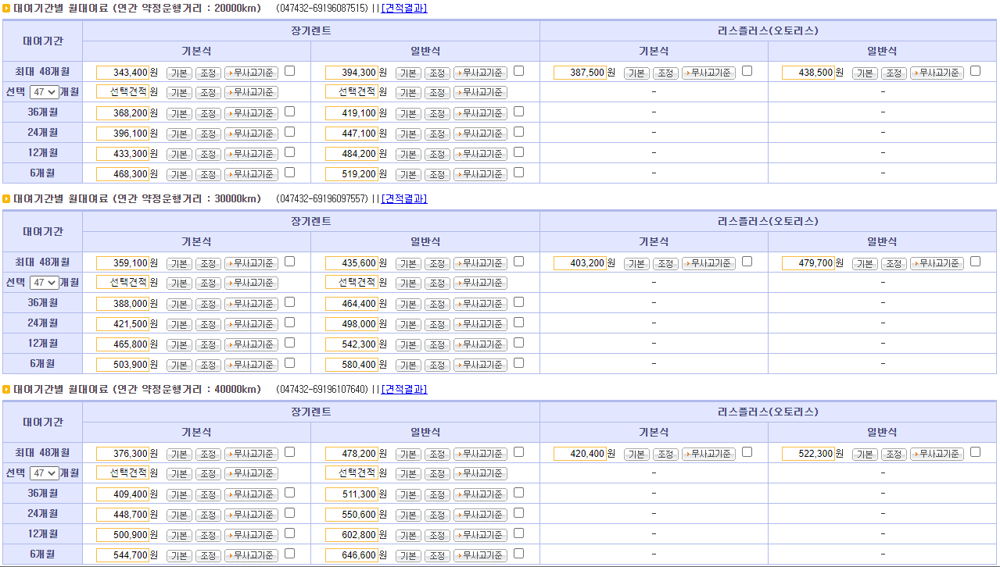 대여기간별 월대여료 (연간 약정운행거리 : 20000km) (047432-69196087515) || [견적결과]
대여기간 장기렌트 리스플러스(오토리스)
기본식 일반식 기본식 일반식
최대 48개월 343,400 원 기본 조정 무사고기준 394,300 원 기본 조정 무사고기준 387,500 원 기본 조정 무사고기준 438,500 원 기본 조정 무사고기준
선택 47 개월 선택견적 원 기본 조정 무사고기준 선택견적 원 기본 조정 무사고기준 - -
36개월 368,200 원 기본 조정 무사고기준 419,100 원 기본 조정 무사고기준 - -
24개월 396,100 원 기본 조정 무사고기준 447,100 원 기본 조정 무사고기준 - -
12개월 433,300 원 기본 조정 무사고기준 484,200 원 기본 조정 무사고기준 - -
6개월 468,300 원 기본 조정 무사고기준 519,200 원 기본 조정 무사고기준 - -
대여기간별 월대여료 (연간 약정운행거리 : 30000km) (047432-69196097557) || [견적결과]
대여기간 장기렌트 리스플러스(오토리스)
기본식 일반식 기본식 일반식
최대 48개월 359,100 원 기본 조정 무사고기준 435,600 원 기본 조정 무사고기준 403,200 원 기본 조정 무사고기준 479,700 원 기본 조정 무사고기준
선택 47 개월 선택견적 원 기본 조정 무사고기준 선택견적 원 기본 조정 무사고기준 - -
36개월 388,000 원 기본 조정 무사고기준 464,400 원 기본 조정 무사고기준 - -
24개월 421,500 원 기본 조정 무사고기준 498,000 원 기본 조정 무사고기준 - -
12개월 465,800 원 기본 조정 무사고기준 542,300 원 기본 조정 무사고기준 - -
6개월 503,900 원 기본 조정 무사고기준 580,400 원 기본 조정 무사고기준 - -
대여기간별 월대여료 (연간 약정운행거리 : 40000km) (047432-69196107640) || [견적결과]
대여기간 장기렌트 리스플러스(오토리스)
기본식 일반식 기본식 일반식
최대 48개월 376,300 원 기본 조정 무사고기준 478,200 원 기본 조정 무사고기준 420,400 원 기본 조정 무사고기준 522,300 원 기본 조정 무사고기준
선택 47 개월 선택견적 원 기본 조정 무사고기준 선택견적 원 기본 조정 무사고기준 - -
36개월 409,400 원 기본 조정 무사고기준 511,300 원 기본 조정 무사고기준 - -
24개월 448,700 원 기본 조정 무사고기준 550,600 원 기본 조정 무사고기준 - -
12개월 500,900 원 기본 조정 무사고기준 602,800 원 기본 조정 무사고기준 - -
6개월 544,700 원 기본 조정 무사고기준 646,600 원 기본 조정 무사고기준 - -